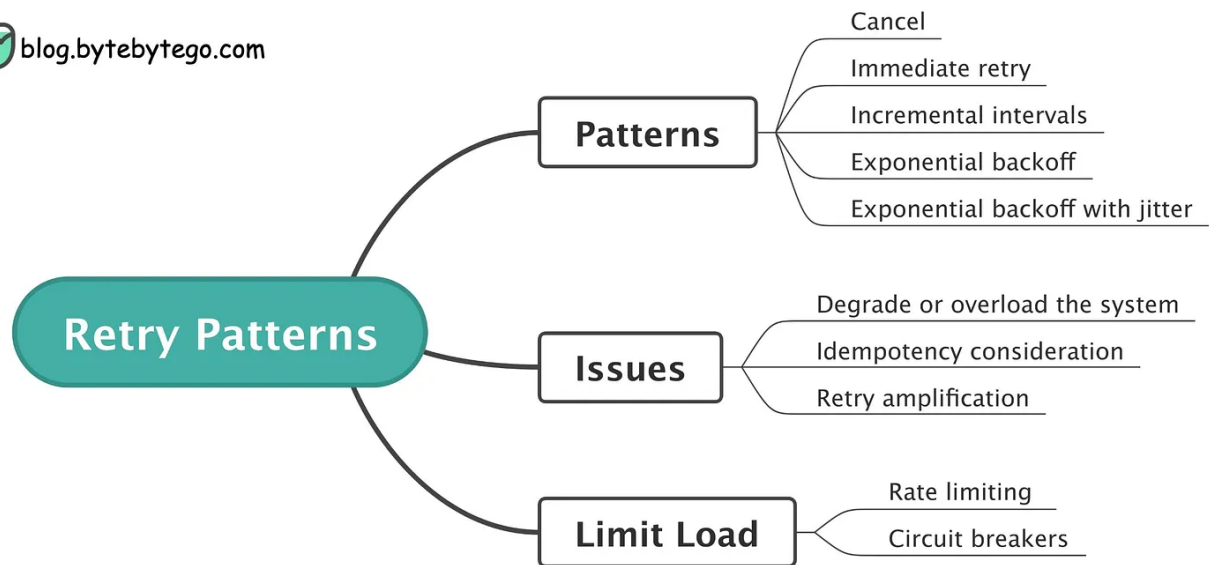 blog.bytebytego.com
Retry Patterns
Patterns
Cancel
Immediate retry
Incremental intervals
Exponential backoff
Exponential backoff with jitter
Issues
Degrade or overload the system
Idempotency consideration
Retry amplification
Limit Load
Rate limiting
Circuit breakers